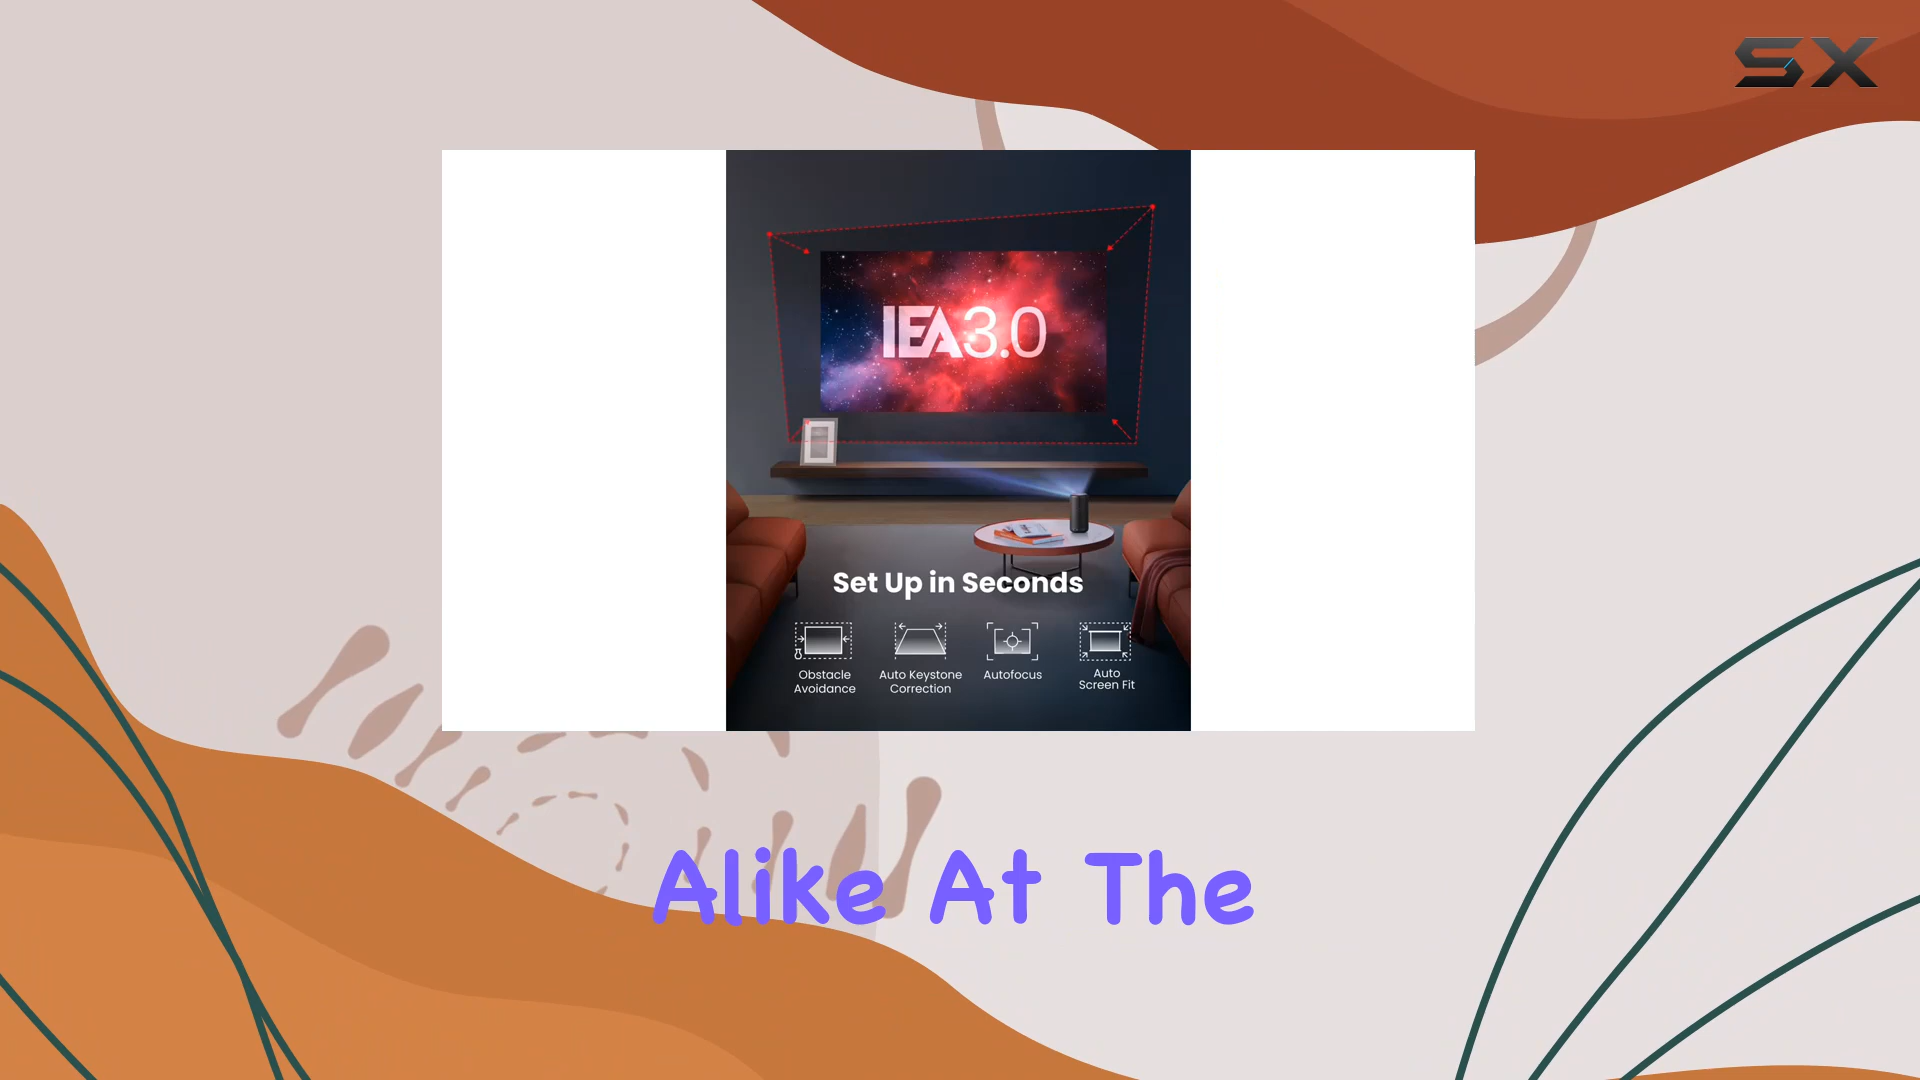 SX
IEA3.0
Set Up in Seconds
Obstacle
Avoidance
Auto Keystone
Correction
Autofocus
Auto
Screen Fit
Alike At The